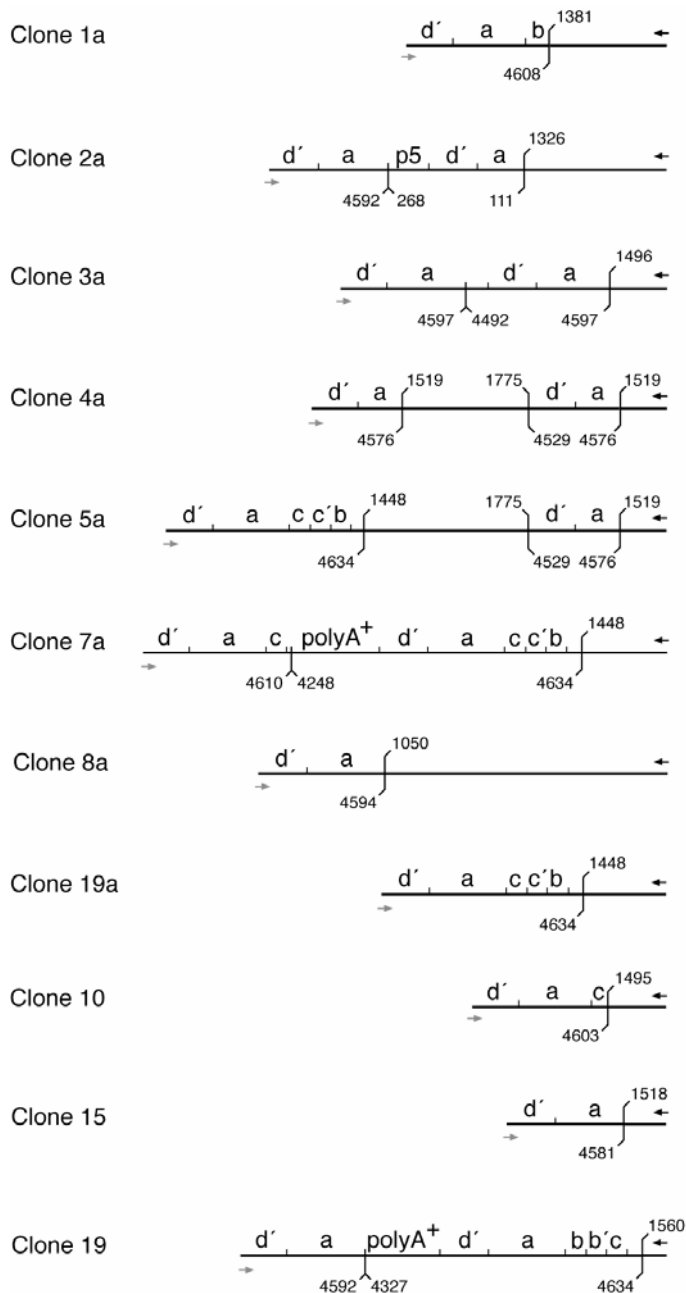 1381
d´ a b
Clone 1a
4608
1326
d´ a p5 d´ a
Clone 2a
4592 268 111
1496
d´ a d´ a
Clone 3a
4597 4492 4597
1519 1775 1519
d´ a d´ a
Clone 4a
4576 4529 4576
1448 1775 1519
d´ a c c´ b d´ a
Clone 5a
4634 4529 4576
1448
d´ a c polyA+ d´ a c c´ b
Clone 7a
4610 4248 4634
1050
d´ a
Clone 8a
4594
1448
d´ a c c´ b
Clone 19a
4634
1495
d´ a c
Clone 10
4603
1518
d´ a
Clone 15
4581
1560
d´ a polyA+ d´ a b b´ c
Clone 19
4592 4327 4634